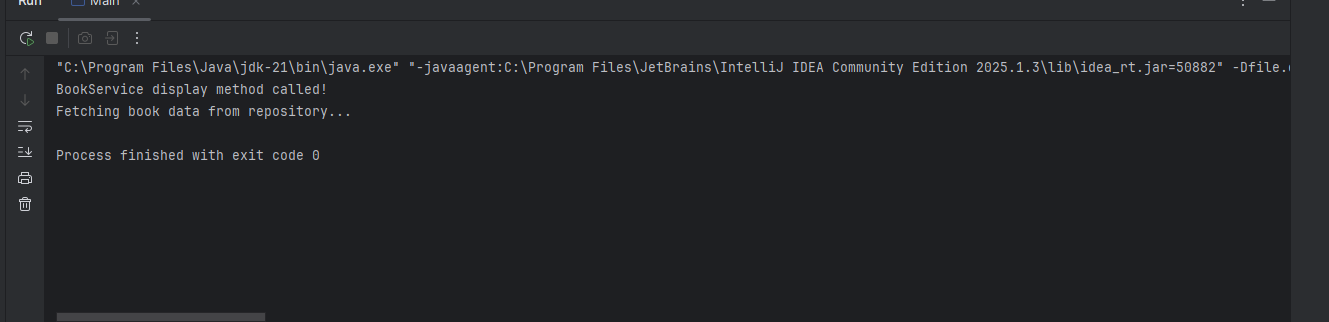 Run Main
"C:\Program Files\Java\jdk-21\bin\java.exe" "-javaagent:C:\Program Files\JetBrains\IntelliJ IDEA Community Edition 2025.1.3\lib\idea_rt.jar=50882" -Dfile.
BookService display method called!
Fetching book data from repository...
Process finished with exit code 0